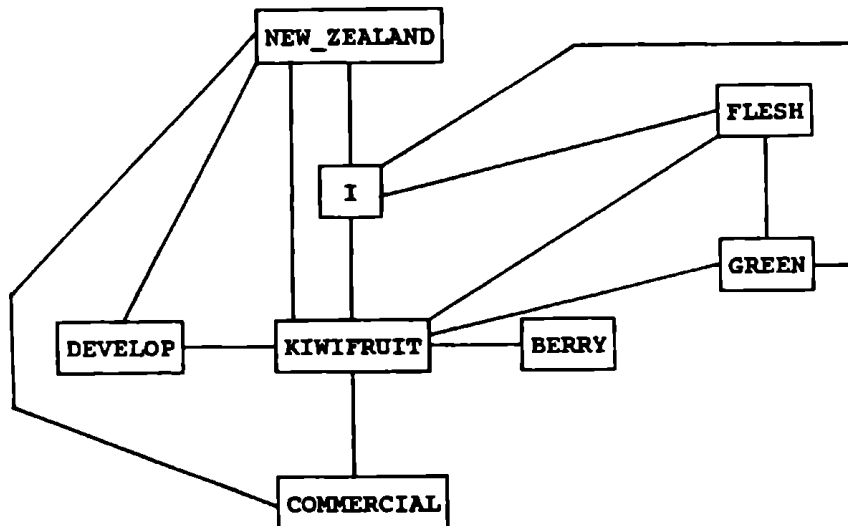 NEW_ZEALAND
FLESH
I
GREEN
DEVELOP
KIWIFRUIT
BERRY
COMMERCIAL